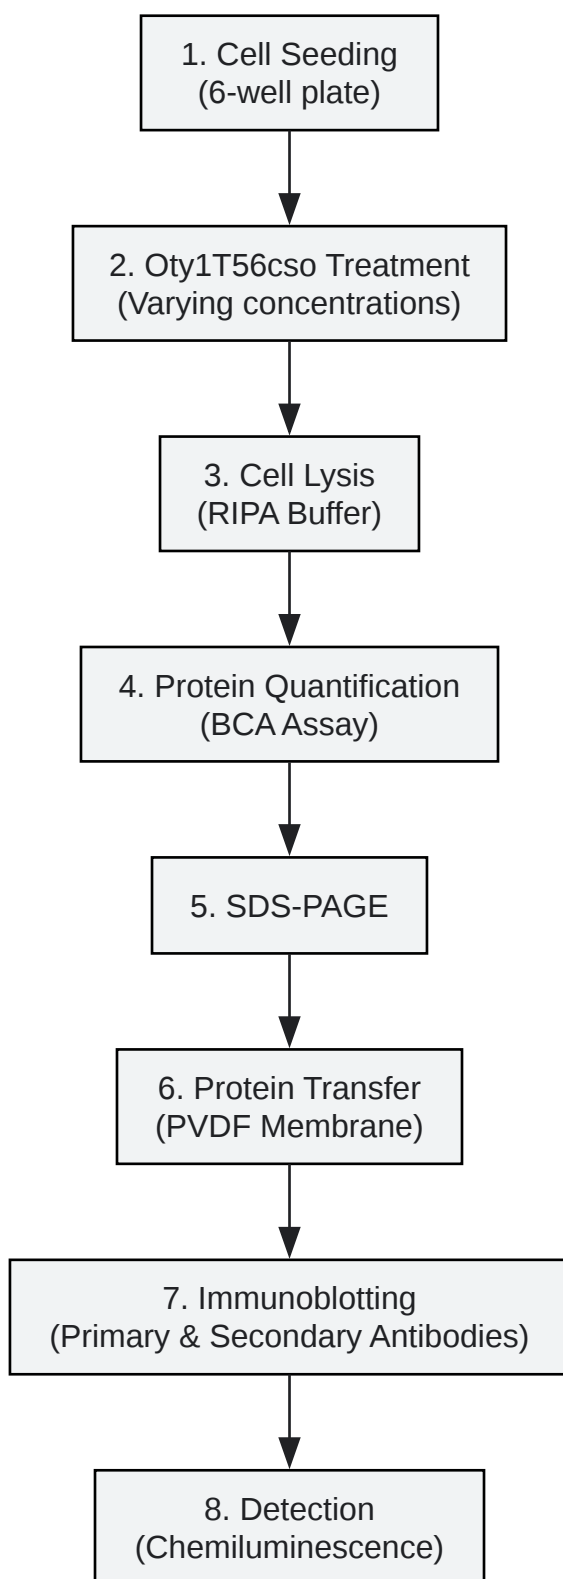 1. Cell Seeding
(6-well plate)
2. Oty1T56cso Treatment
(Varying concentrations)
3. Cell Lysis
(RIPA Buffer)
4. Protein Quantification
(BCA Assay)
5. SDS-PAGE
6. Protein Transfer
(PVDF Membrane)
7. Immunoblotting
(Primary & Secondary Antibodies)
8. Detection
(Chemiluminescence)